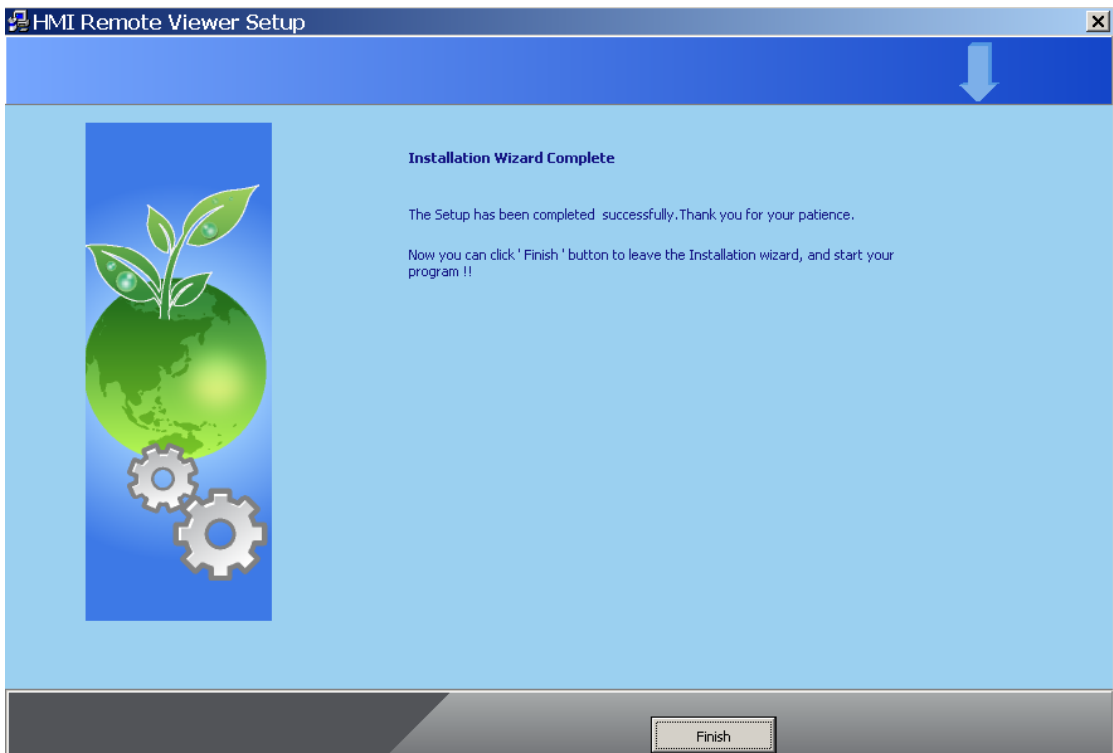 HMI Remote Viewer Setup
Installation Wizard Complete
The Setup has been completed  successfully.Thank you for your patience.
Now you can click ' Finish ' button to leave the Installation wizard, and start your
program !!
Finish